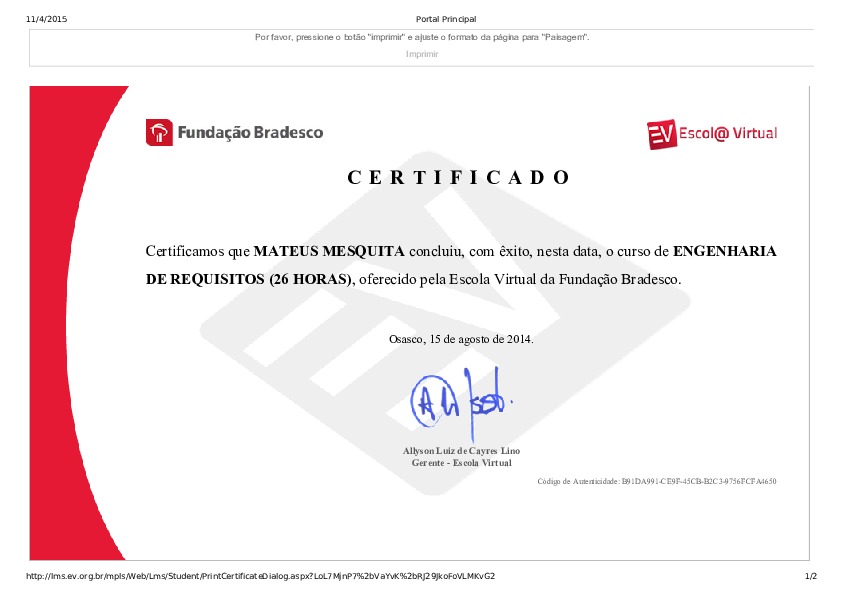 11/4/2015 Portal Principal
Por favor, pressione o botão "imprimir" e ajuste o formato da página para "Paisagem".
Imprimir
Fundação Bradesco
EV Escol@ Virtual
CERTIFICADO
Certificamos que MATEUS MESQUITA concluiu, com êxito, nesta data, o curso de ENGENHARIA
DE REQUISITOS (26 HORAS), oferecido pela Escola Virtual da Fundação Bradesco.
Osasco, 15 de agosto de 2014.
Allyson Luiz de Cayres Lino
Gerente - Escola Virtual
Código de Autenticidade: B91DA991-CE9F-45CB-B2C3-9756FCFA4650
http://lms.ev.org.br/mpls/Web/Lms/Student/PrintCertificateDialog.aspx?LoL7MjnP7%2bVaYvK%2bRJ29JkoFoVLMKvG2 1/2